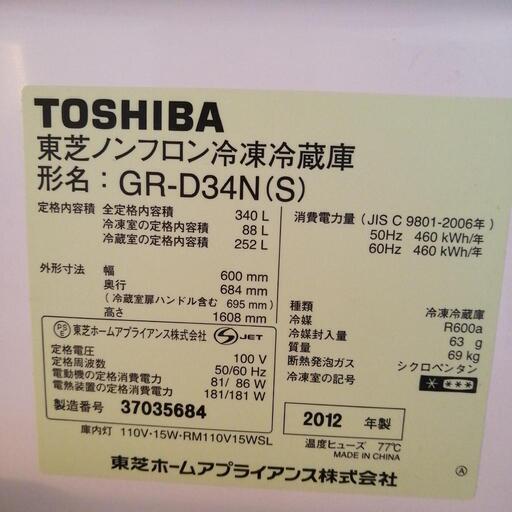 TOSHIBA
東芝ノンフロン冷凍冷蔵庫
形名：GR-D34N(S)
定格内容積 全定格内容積 340 L
冷凍室の定格内容積 88 L
冷蔵室の定格内容積 252 L
外形寸法 幅 600 mm
奥行 684 mm
(冷蔵室扉ハンドル含む 695 mm)
高さ 1608 mm
消費電力量 (JIS C 9801-2006年)
50Hz 460 kWh/年
60Hz 460 kWh/年
種類 冷凍冷蔵庫
冷媒 R600a
冷媒封入量 63 g
質量 69 kg
断熱発泡ガス シクロペンタン
冷凍室の記号 * ***
PS E 東芝ホームアプライアンス株式会社 S JET
定格電圧 100 V
定格周波数 50/60 Hz
電動機の定格消費電力 81/ 86 W
電熱装置の定格消費電力 181/181 W
製造番号 37035684
2012 年製
庫内灯 110V･15W･RM110V15WSL
温度ヒューズ 77℃
MADE IN CHINA
東芝ホームアプライアンス株式会社
Ⓐ